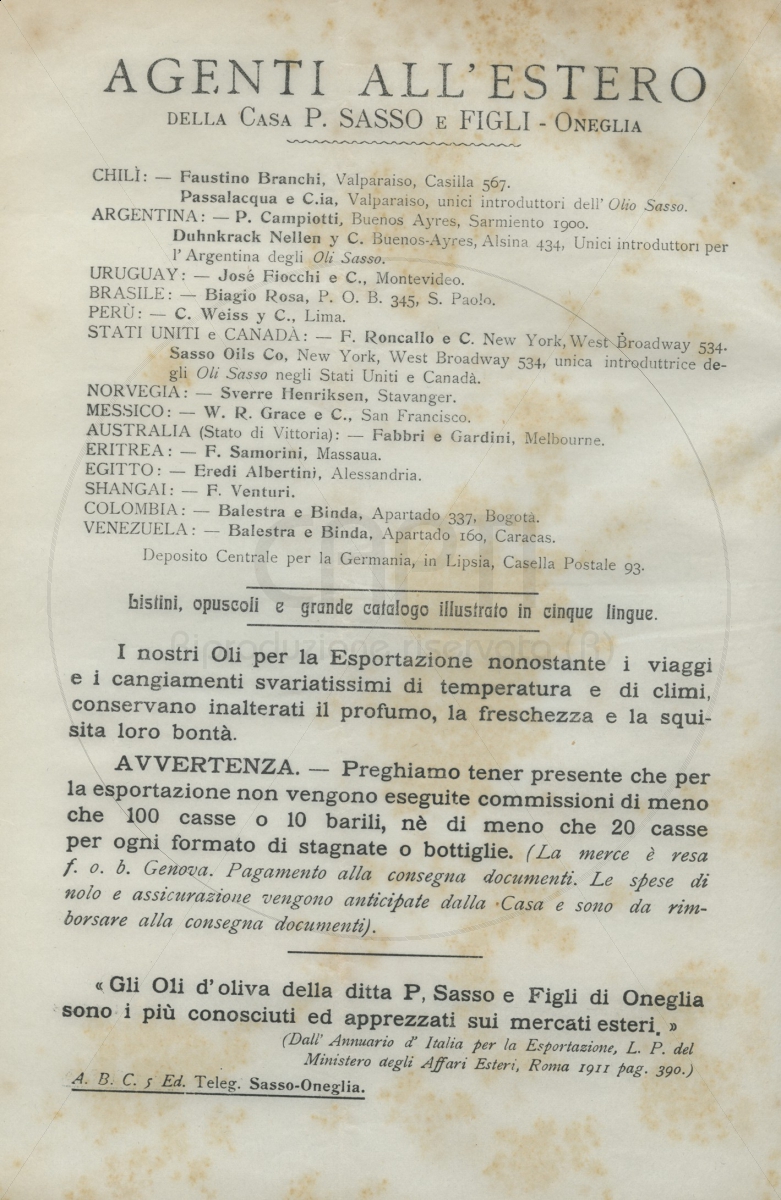 AGENTI ALL'ESTERO
DELLA CASA P. SASSO E FIGLI - ONEGLIA
CHILÌ: — Faustino Branchi, Valparaiso, Casilla 567.
Passalacqua e C.ia, Valparaiso, unici introduttori dell' Olio Sasso.
ARGENTINA: — P. Campiotti, Buenos Ayres, Sarmiento 1900.
Duhnkrack Nellen y C. Buenos-Ayres, Alsina 434, Unici introduttori per
l'Argentina degli Oli Sasso.
URUGUAY: — José Fiocchi e C., Montevideo.
BRASILE: — Biagio Rosa, P. O. B. 345, S. Paolo.
PERÙ: — C. Weiss y C., Lima.
STATI UNITI e CANADÀ: — F. Roncallo e C. New York, West Broadway 534.
Sasso Oils Co, New York, West Broadway 534, unica introduttrice de-
gli Oli Sasso negli Stati Uniti e Canadà.
NORVEGIA: — Sverre Henriksen, Stavanger.
MESSICO: — W. R. Grace e C., San Francisco.
AUSTRALIA (Stato di Vittoria): — Fabbri e Gardini, Melbourne.
ERITREA: — F. Samorini, Massaua.
EGITTO: — Eredi Albertini, Alessandria.
SHANGAI: — F. Venturi.
COLOMBIA: — Balestra e Binda, Apartado 337, Bogotà.
VENEZUELA: — Balestra e Binda, Apartado 160, Caracas.
Deposito Centrale per la Germania, in Lipsia, Casella Postale 93.
Listini, opuscoli e grande catalogo illustrato in cinque lingue.
I nostri Oli per la Esportazione nonostante i viaggi
e i cangiamenti svariatissimi di temperatura e di climi,
conservano inalterati il profumo, la freschezza e la squi-
sita loro bontà.
AVVERTENZA. — Preghiamo tener presente che per
la esportazione non vengono eseguite commissioni di meno
che 100 casse o 10 barili, nè di meno che 20 casse
per ogni formato di stagnate o bottiglie. (La merce è resa
f. o. b. Genova. Pagamento alla consegna documenti. Le spese di
nolo e assicurazione vengono anticipate dalla Casa e sono da rim-
borsare alla consegna documenti).
« Gli Oli d'oliva della ditta P, Sasso e Figli di Oneglia
sono i più conosciuti ed apprezzati sui mercati esteri. »
(Dall' Annuario d' Italia per la Esportazione, L. P. del
Ministero degli Affari Esteri, Roma 1911 pag. 390.)
A. B. C. 5 Ed. Teleg. Sasso-Oneglia.